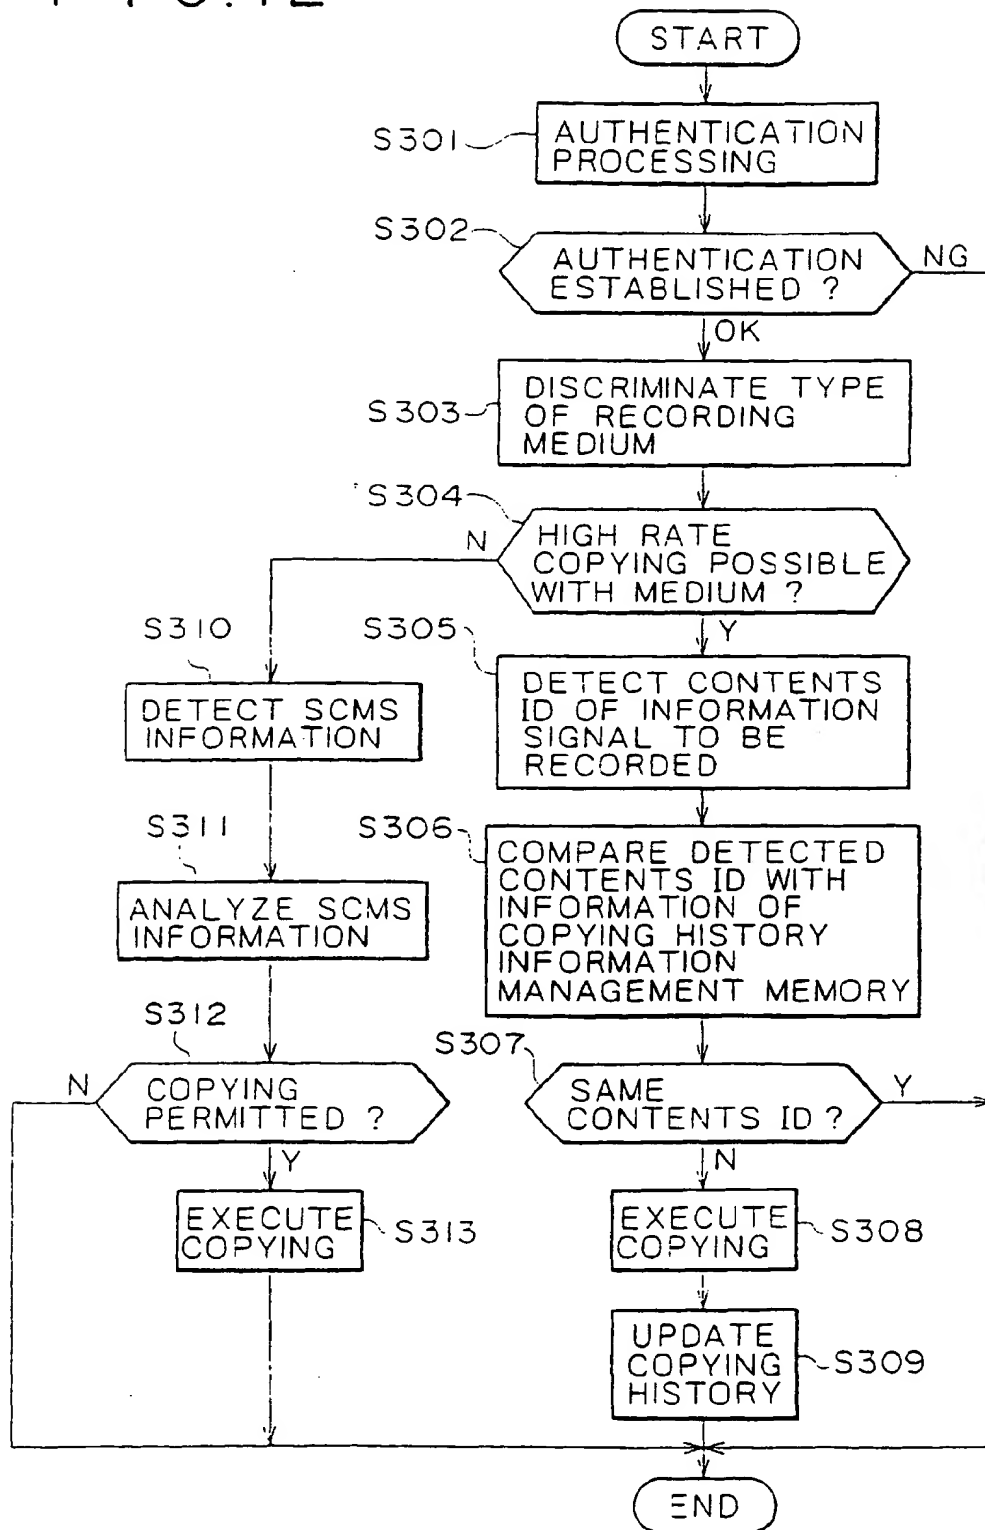 START
S301
AUTHENTICATION
PROCESSING
S302
AUTHENTICATION
ESTABLISHED ?
NG
OK
S303
DISCRIMINATE TYPE
OF RECORDING
MEDIUM
S304
HIGH RATE
COPYING POSSIBLE
WITH MEDIUM ?
N
Y
S310
DETECT SCMS
INFORMATION
S305
DETECT CONTENTS
ID OF INFORMATION
SIGNAL TO BE
RECORDED
S311
ANALYZE SCMS
INFORMATION
S306
COMPARE DETECTED
CONTENTS ID WITH
INFORMATION OF
COPYING HISTORY
INFORMATION
MANAGEMENT MEMORY
S312
N
COPYING
PERMITTED ?
Y
S307
SAME
CONTENTS ID ?
Y
N
EXECUTE
COPYING
S313
EXECUTE
COPYING
S308
UPDATE
COPYING
HISTORY
S309
END